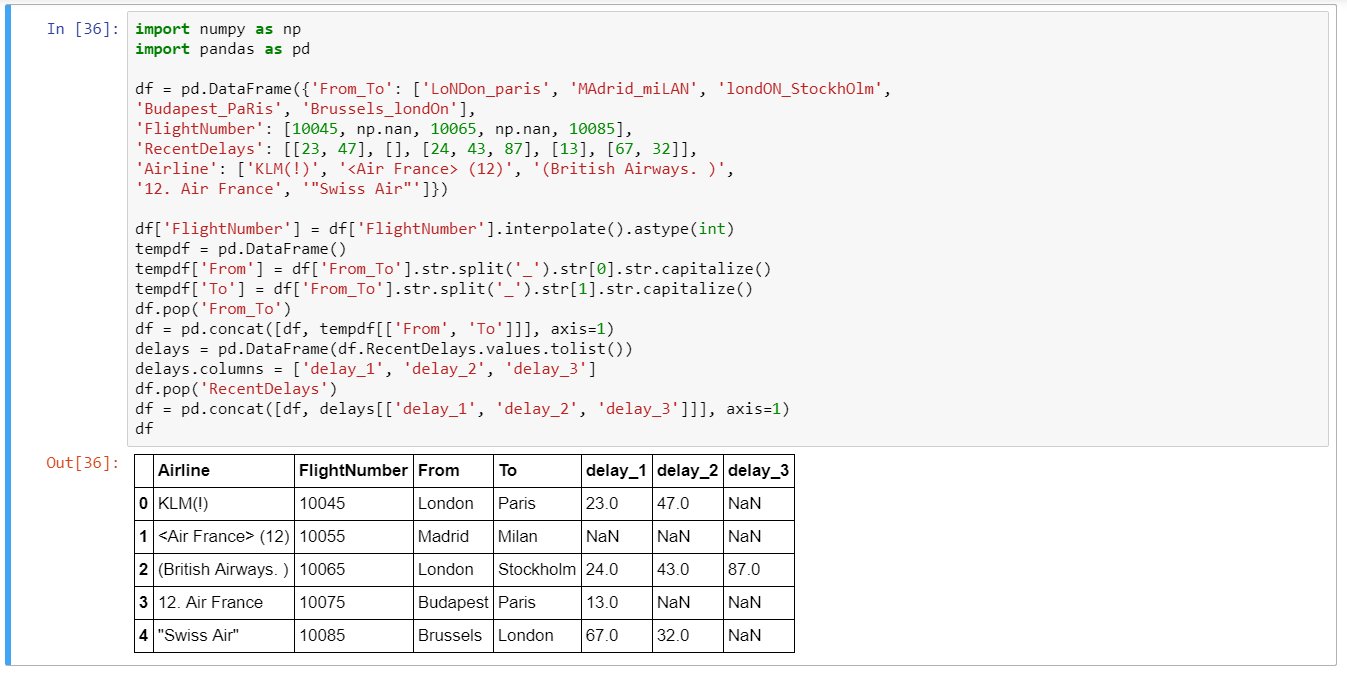 In [36]: import numpy as np
import pandas as pd
df = pd.DataFrame({'From_To': ['LoNDon_paris', 'MAdrid_miLAN', 'londON_StockhOlm',
'Budapest_PaRis', 'Brussels_londOn'],
'FlightNumber': [10045, np.nan, 10065, np.nan, 10085],
'RecentDelays': [[23, 47], [], [24, 43, 87], [13], [67, 32]],
'Airline': ['KLM(!)', '<Air France> (12)', '(British Airways. )',
'12. Air France', '"Swiss Air"']})
df['FlightNumber'] = df['FlightNumber'].interpolate().astype(int)
tempdf = pd.DataFrame()
tempdf['From'] = df['From_To'].str.split('_').str[0].str.capitalize()
tempdf['To'] = df['From_To'].str.split('_').str[1].str.capitalize()
df.pop('From_To')
df = pd.concat([df, tempdf[['From', 'To']]], axis=1)
delays = pd.DataFrame(df.RecentDelays.values.tolist())
delays.columns = ['delay_1', 'delay_2', 'delay_3']
df.pop('RecentDelays')
df = pd.concat([df, delays[['delay_1', 'delay_2', 'delay_3']]], axis=1)
df
Out[36]: Airline FlightNumber From To delay_1 delay_2 delay_3
0 KLM(!) 10045 London Paris 23.0 47.0 NaN
1 <Air France> (12) 10055 Madrid Milan NaN NaN NaN
2 (British Airways. ) 10065 London Stockholm 24.0 43.0 87.0
3 12. Air France 10075 Budapest Paris 13.0 NaN NaN
4 "Swiss Air" 10085 Brussels London 67.0 32.0 NaN